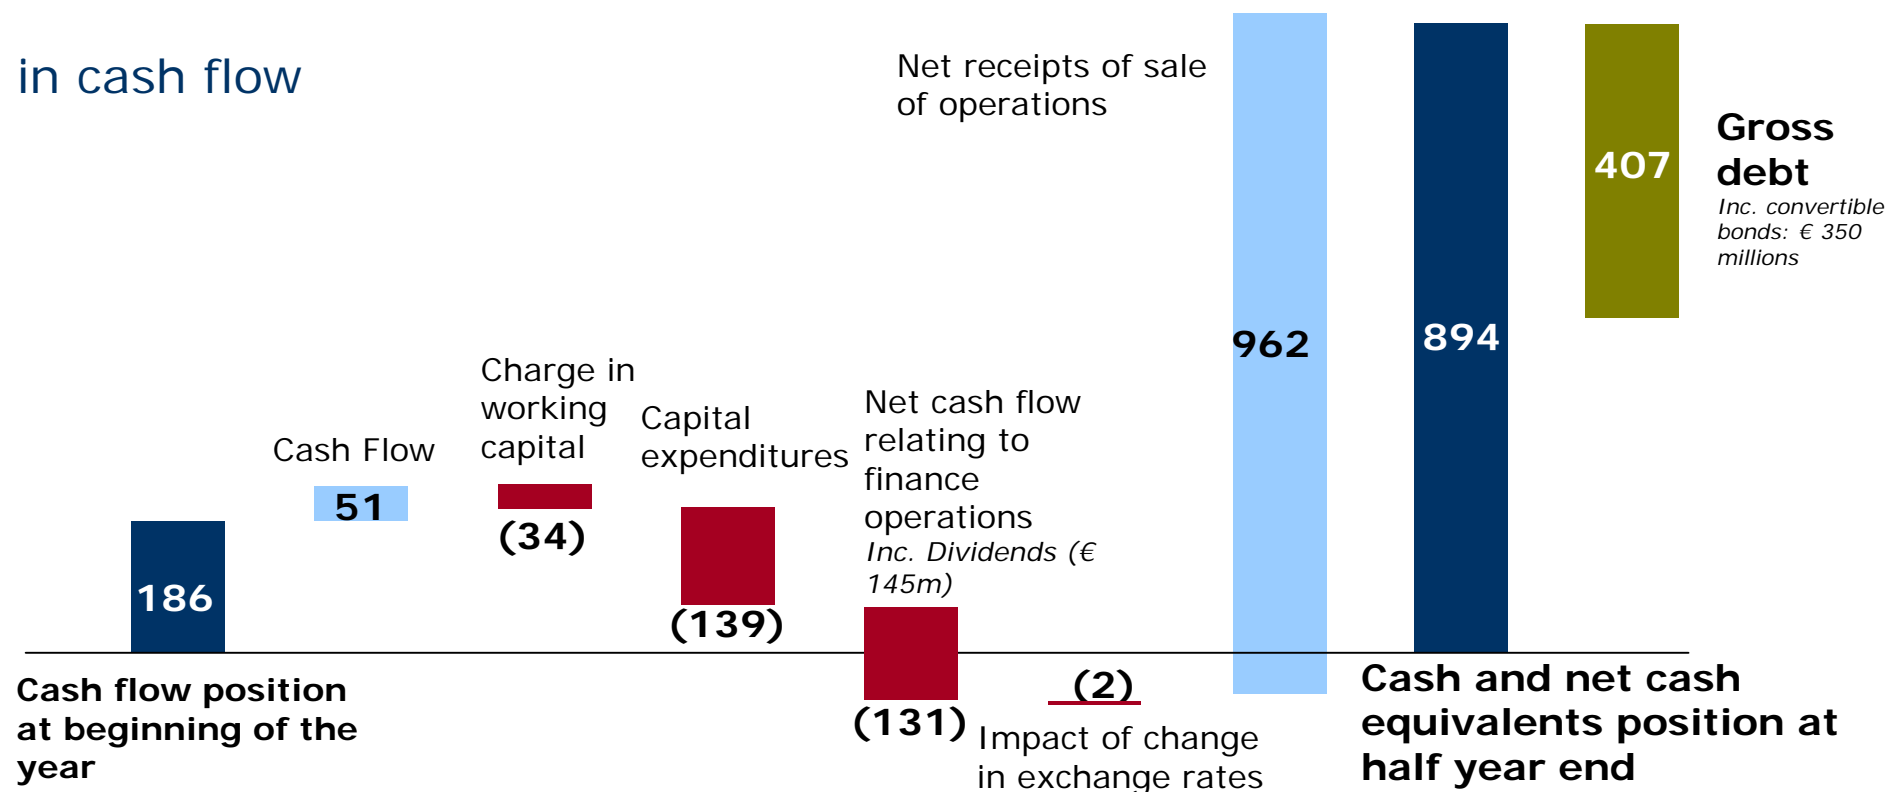 in cash flow
Net receipts of sale
of operations
Gross
debt
Inc. convertible
bonds: € 350
millions
407
962
894
Charge in
working
capital
(34)
Cash Flow
51
Capital
expenditures
(139)
Net cash flow
relating to
finance
operations
Inc. Dividends (€
145m)
(131)
186
(2)
Impact of change
in exchange rates
Cash flow position
at beginning of the
year
Cash and net cash
equivalents position at
half year end